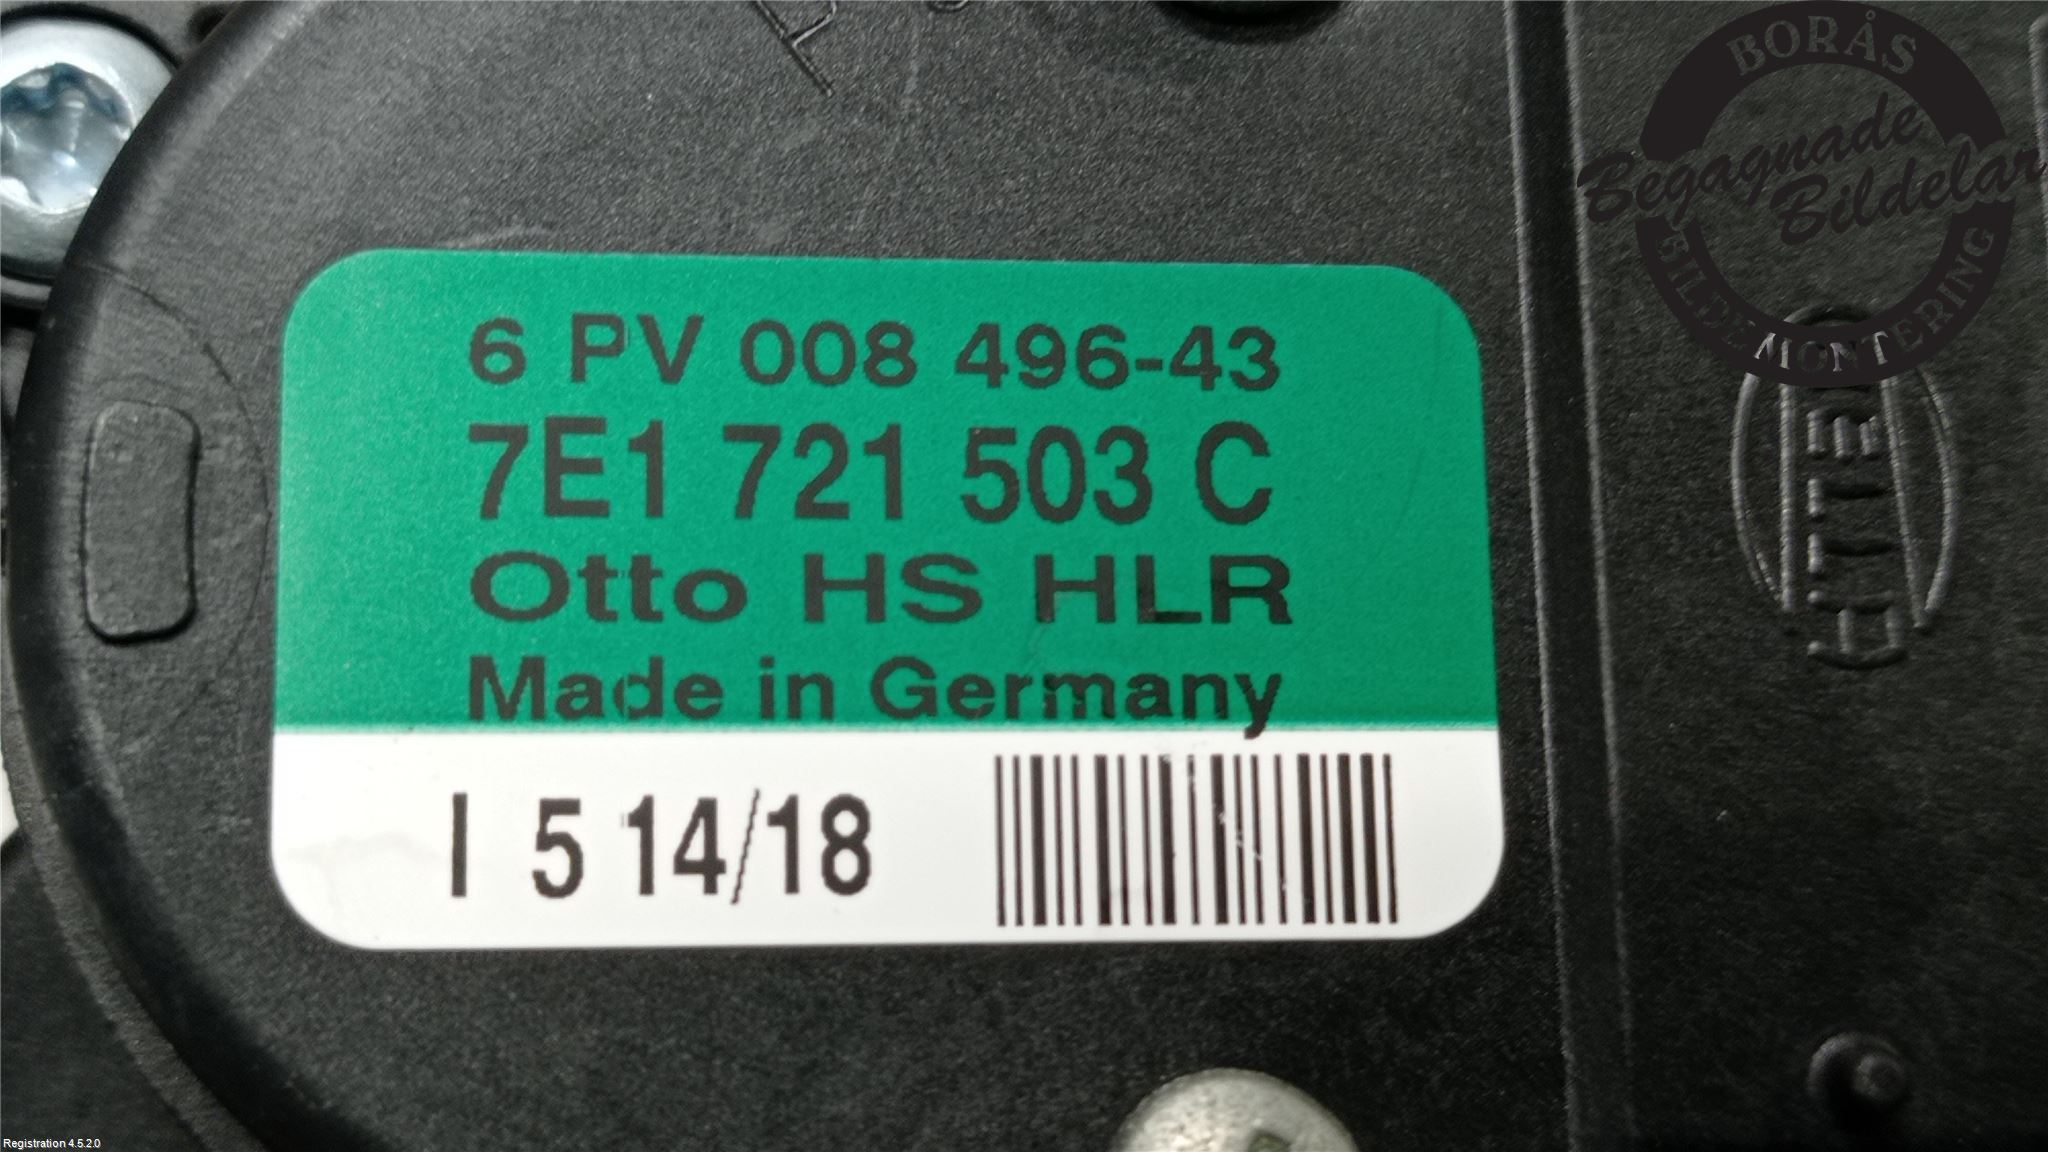 BORÅS
Begagnade
Bildelar
BILDEMONTERING
6 PV 008 496-43
7E1 721 503 C
Otto HS HLR
Made in Germany
I 5 14/18
Registration 4.5.2.0